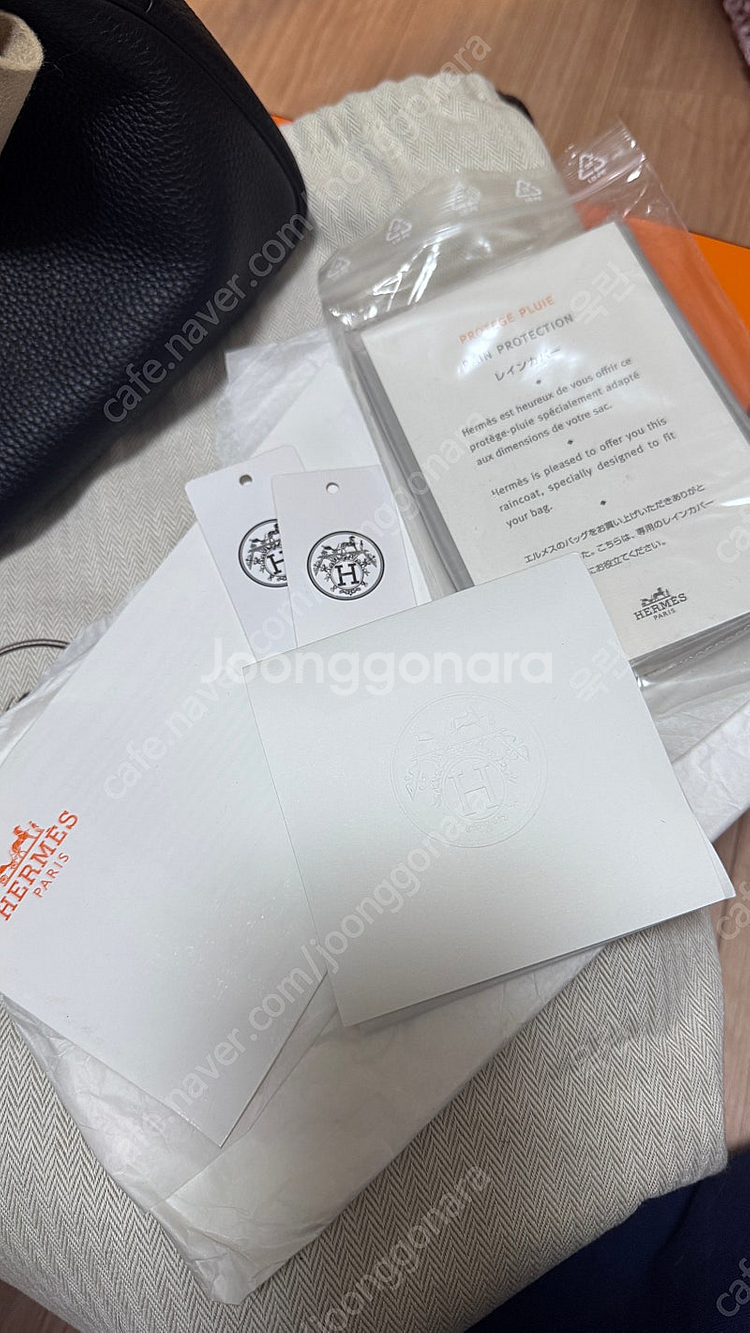 PROTÈGE PLUIE
RAIN PROTECTION
レインカバー
Hermès est heureux de vous offrir ce
protège-pluie spécialement adapté
aux dimensions de votre sac.
Hermès is pleased to offer you this
raincoat, specially designed to fit
your bag.
エルメスのバッグをお買い上げいただきありがと
た。こちらは、専用のレインカバー
にお役立てください。
HERMÈS
PARIS
H
H
H
HERMÈS
PARIS
Joonggonara
cafe.naver.com/joonggonara
옥란